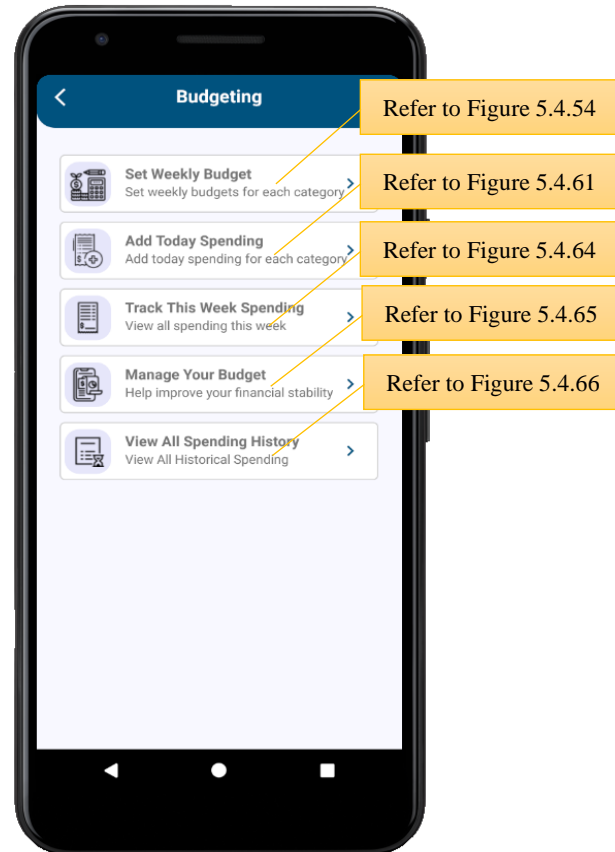 Budgeting
Refer to Figure 5.4.54
Set Weekly Budget
Set weekly budgets for each category
Refer to Figure 5.4.61
Add Today Spending
Add today spending for each category
Refer to Figure 5.4.64
Track This Week Spending
View all spending this week
Refer to Figure 5.4.65
Manage Your Budget
Help improve your financial stability
Refer to Figure 5.4.66
View All Spending History
View All Historical Spending